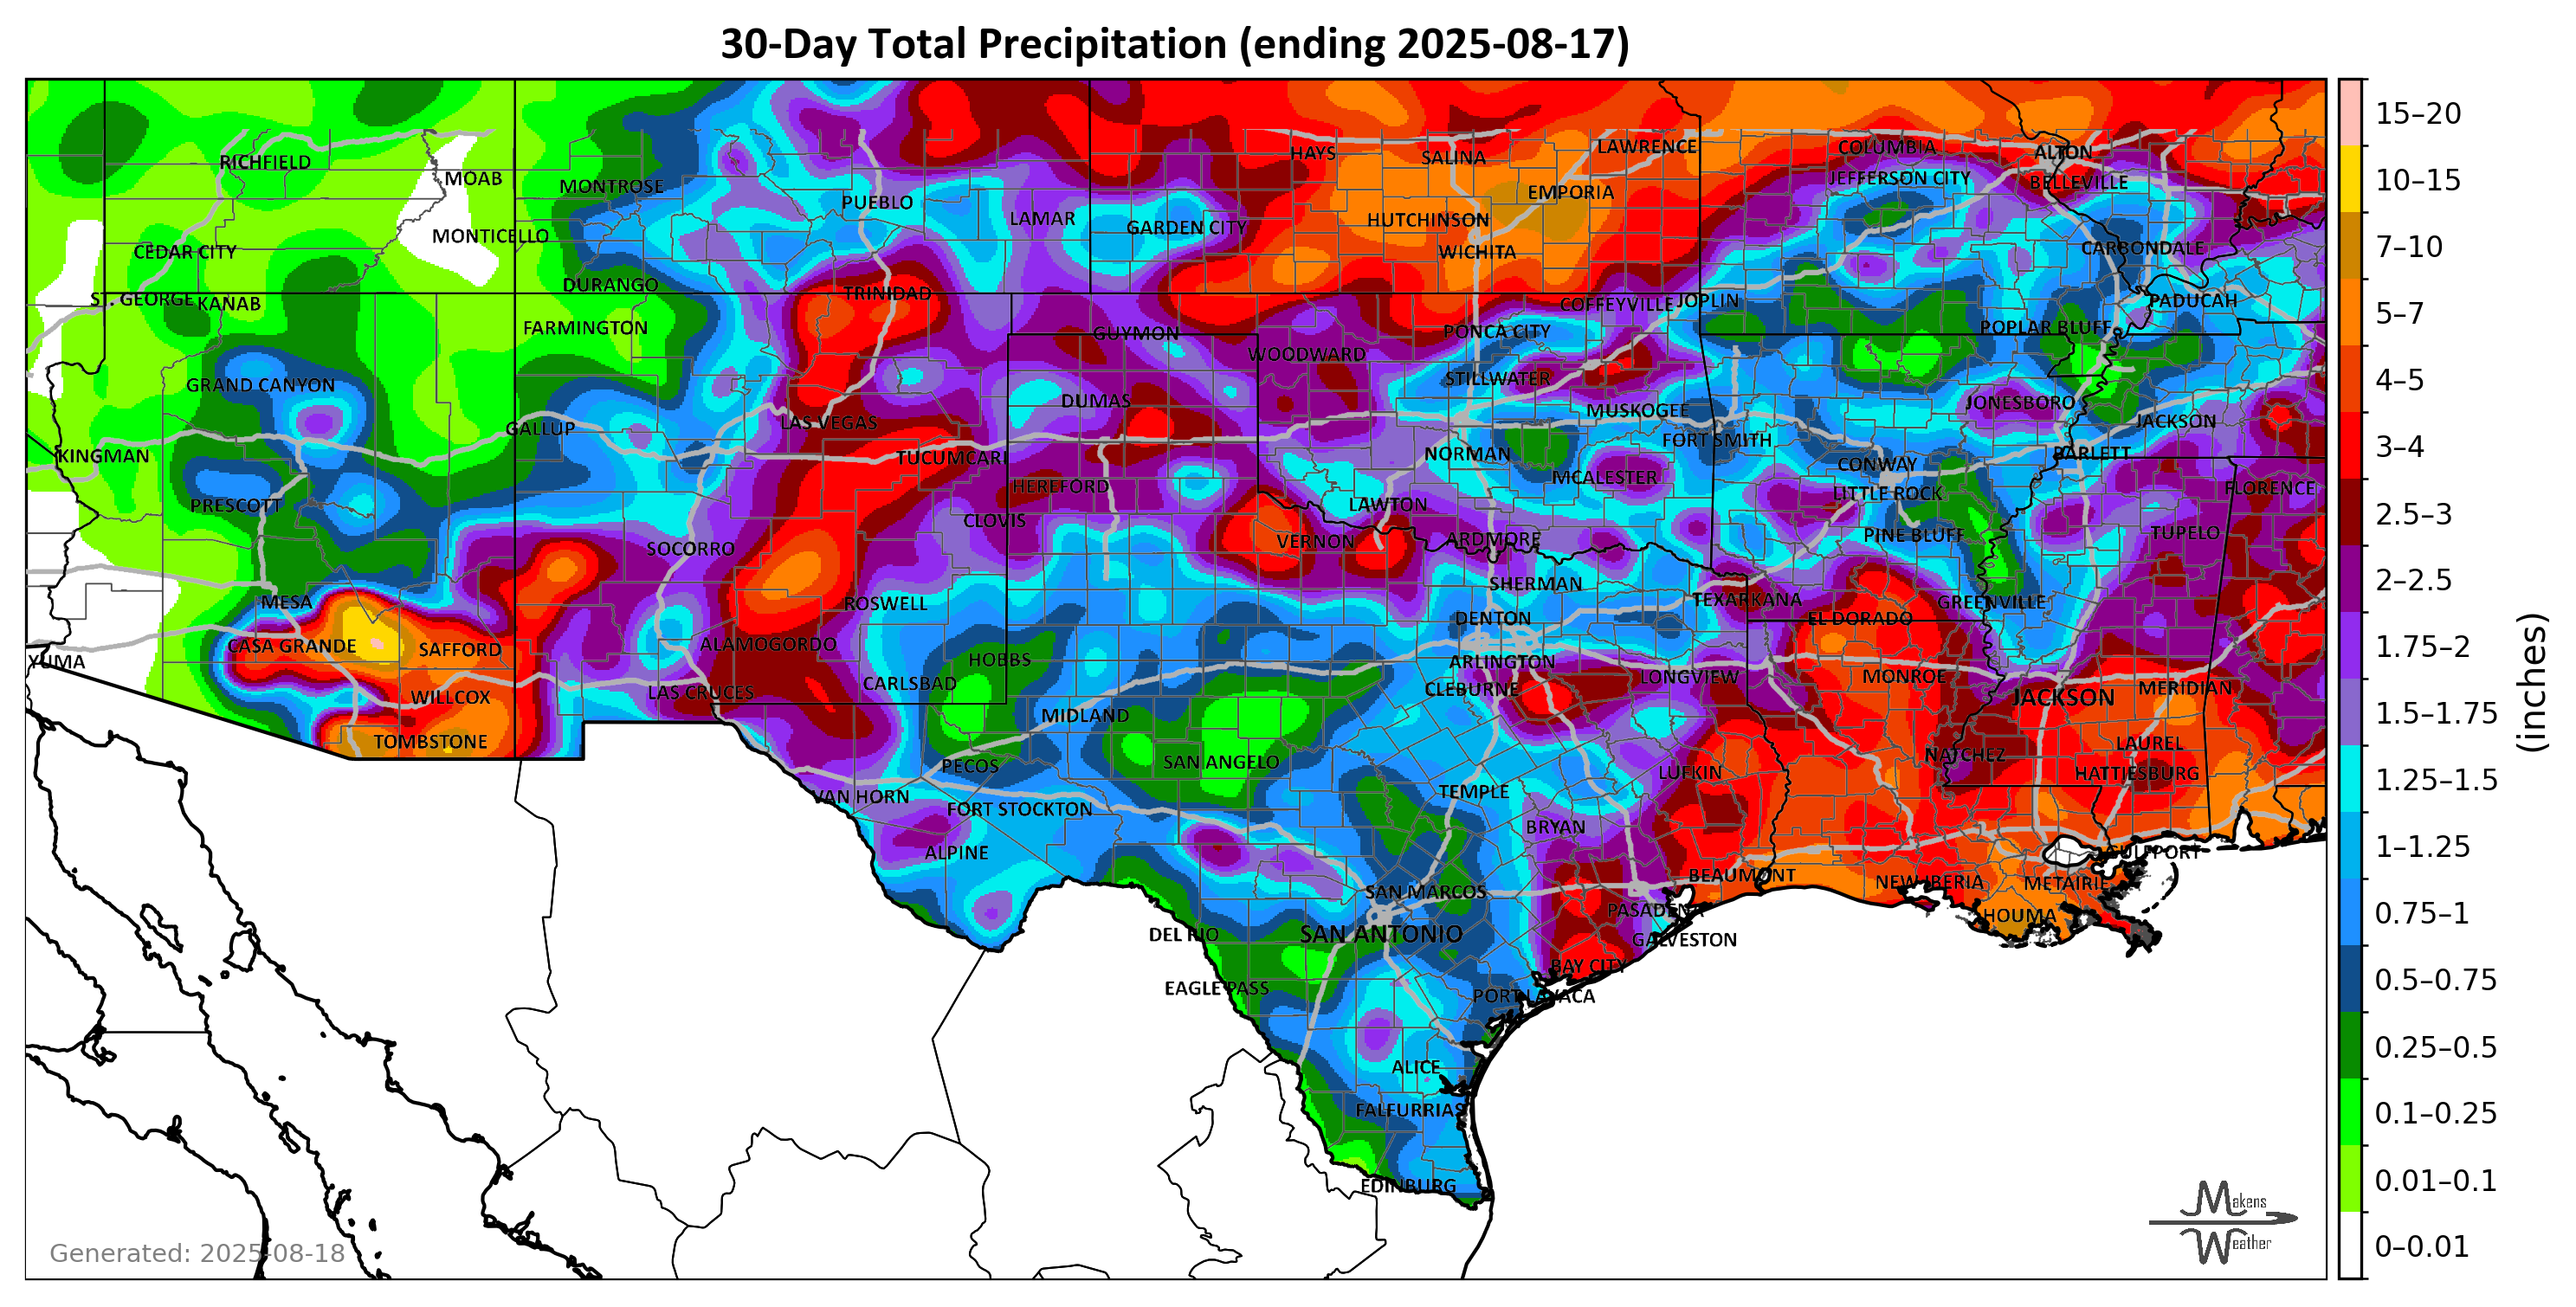 30-Day Total Precipitation (ending 2025-08-17)
HAYS
SALINA
LAWRENCE
COLUMBIA
ALTON
RICHFIELD
MOAB
MONTROSE
EMPORIA
JEFFERSON CITY
BELLEVILLE
PUEBLO
LAMAR
GARDEN CITY
HUTCHINSON
MONTICELLO
CEDAR CITY
WICHITA
CARBONDALE
DURANGO
TRINIDAD
ST. GEORGE
KANAB
COFFEYVILLE
JOPLIN
PADUCAH
FARMINGTON
GUYMON
PONCA CITY
POPLAR BLUFF
WOODWARD
GRAND CANYON
STILLWATER
DUMAS
MUSKOGEE
JONESBORO
LAS VEGAS
JACKSON
GALLUP
FORT SMITH
KINGMAN
TUCUMCARI
NORMAN
CONWAY
BARLETT
MCALESTER
HEREFORD
LITTLE ROCK
FLORENCE
PRESCOTT
LAWTON
CLOVIS
SOCORRO
VERNON
ARDMORE
PINE BLUFF
TUPELO
SHERMAN
MESA
ROSWELL
TEXARKANA
GREENVILLE
DENTON
EL DORADO
CASA GRANDE
SAFFORD
ALAMOGORDO
HOBBS
ARLINGTON
YUMA
LONGVIEW
MONROE
WILLCOX
LAS CRUCES
CARLSBAD
CLEBURNE
JACKSON
MERIDIAN
MIDLAND
TOMBSTONE
LAUREL
PECOS
SAN ANGELO
NATCHEZ
LUFKIN
HATTIESBURG
VAN HORN
FORT STOCKTON
TEMPLE
BRYAN
ALPINE
GULFPORT
SAN MARCOS
BEAUMONT
NEW IBERIA
METAIRIE
PASADENA
HOUMA
DEL RIO
SAN ANTONIO
GALVESTON
BAY CITY
EAGLE PASS
PORT LAVACA
ALICE
FALFURRIAS
EDINBURG
Generated: 2025-08-18
Makens
Weather
15–20
10–15
7–10
5–7
4–5
3–4
2.5–3
2–2.5
1.75–2
1.5–1.75
1.25–1.5
1–1.25
0.75–1
0.5–0.75
0.25–0.5
0.1–0.25
0.01–0.1
0–0.01
(inches)